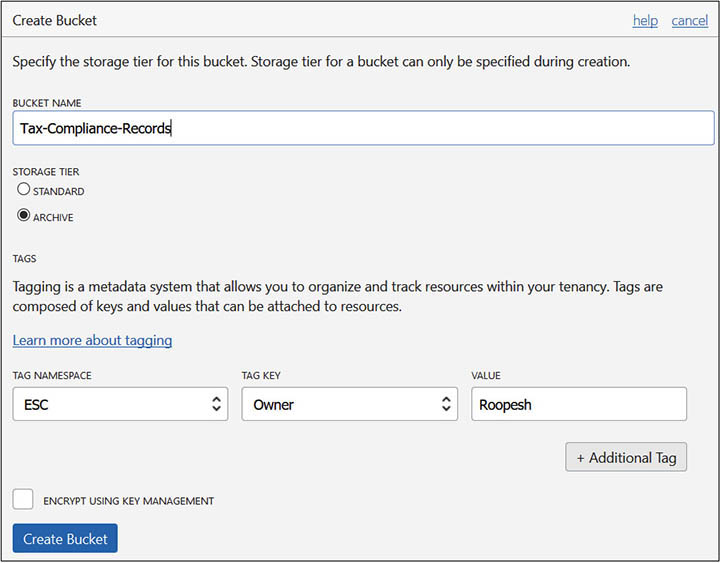 Create Bucket
help cancel
Specify the storage tier for this bucket. Storage tier for a bucket can only be specified during creation.
BUCKET NAME
Tax-Compliance-Records
STORAGE TIER
STANDARD
ARCHIVE
TAGS
Tagging is a metadata system that allows you to organize and track resources within your tenancy. Tags are
composed of keys and values that can be attached to resources.
Learn more about tagging
TAG NAMESPACE TAG KEY VALUE
ESC Owner Roopesh
+ Additional Tag
ENCRYPT USING KEY MANAGEMENT
Create Bucket